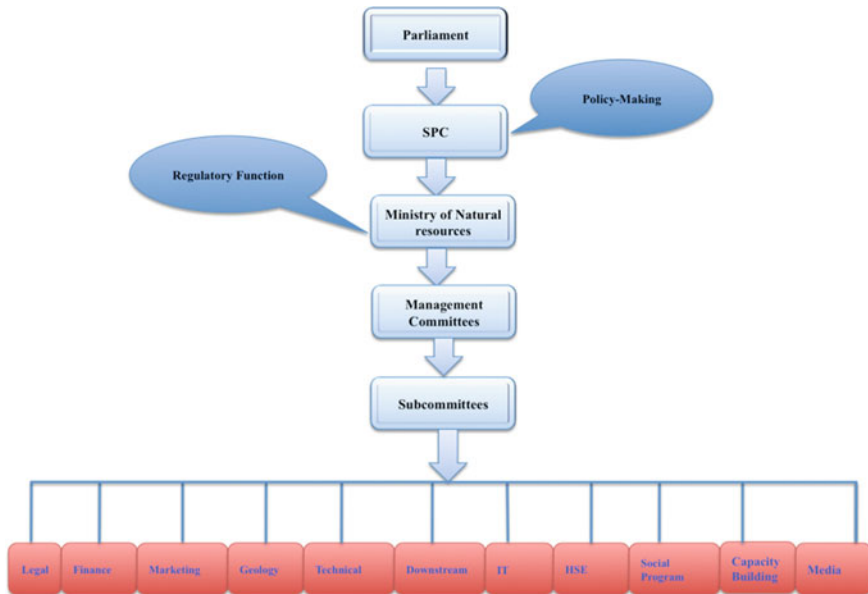 Parliament
Policy-Making
SPC
Regulatory Function
Ministry of Natural
resources
Management
Committees
Subcommittees
Legal
Finance
Marketing
Geology
Technical
Downstream
IT
HSE
Social
Program
Capacity
Building
Media